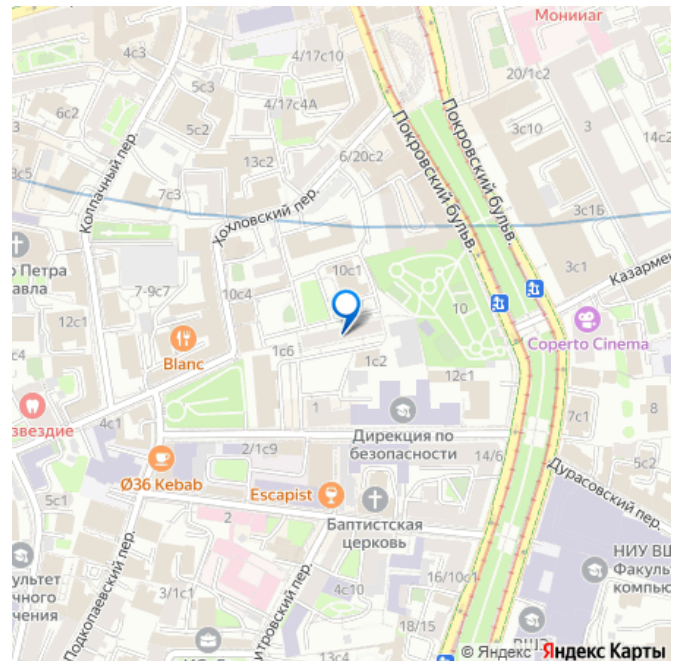 Монииаг
4с3
4/17с10
20/1с2
4/17с4А
6с2
5с2
5с1
3с10
3
14с2
13с2
6/20с2
3с5
Колпачный пер.
7с3
Хохловский пер.
Покровский бульв.
Покровский бульв.
3с1Б
о Петра
авла
7-9с7
10с1
10с4
10
3с1
Казармен
12с1
Blanc
1с6
1с2
Coperto Cinema
12с1
звездие
4с1
1
7с1
8
Дирекция по
безопасности
2/1с9
14/6
Ø36 Kebab
Escapist
5с2
Дурасовский пер.
5с1
2
Баптистская
церковь
НИУ ВШ
Факуль
компью
ультет
чного
чения
Подкопаевский пер.
3/1с1
4с10
16/10с1
итровский пер.
18/15
© Яндекс Яндекс Карты